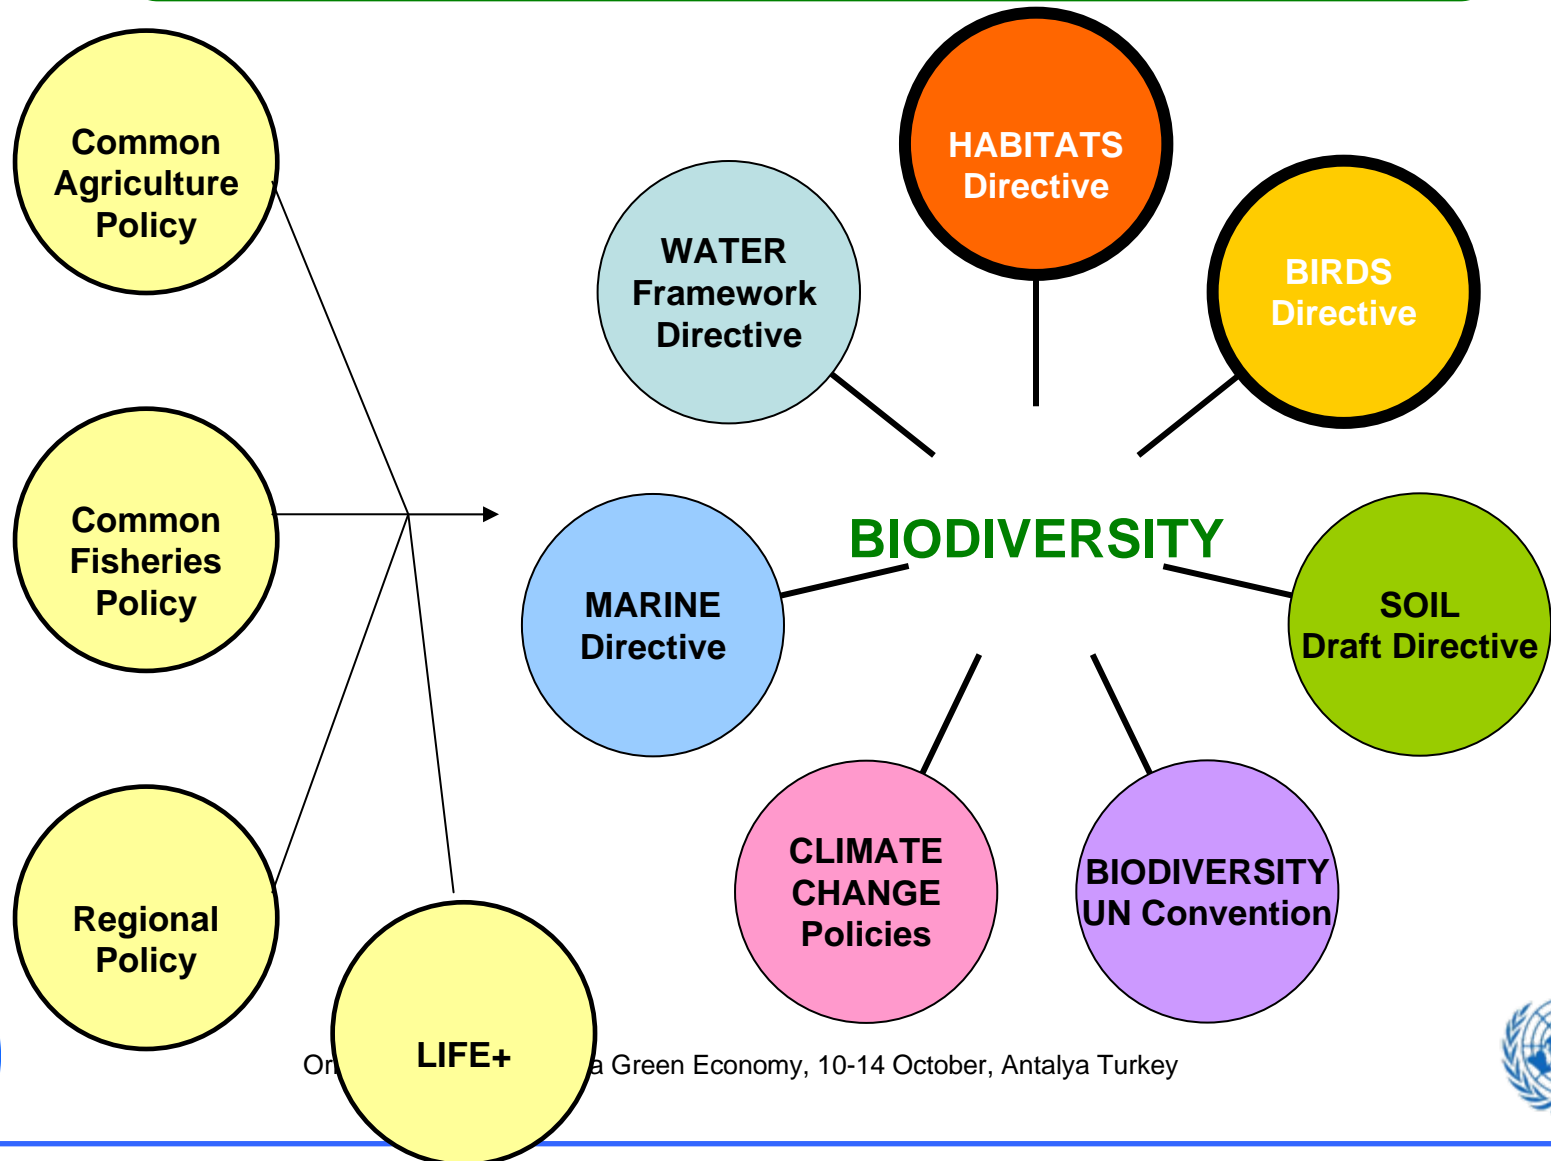 Common
Agriculture
Policy
Common
Fisheries
Policy
Regional
Policy
LIFE+
HABITATS
Directive
WATER
Framework
Directive
BIRDS
Directive
BIODIVERSITY
MARINE
Directive
SOIL
Draft Directive
CLIMATE
CHANGE
Policies
BIODIVERSITY
UN Convention
a Green Economy, 10-14 October, Antalya Turkey